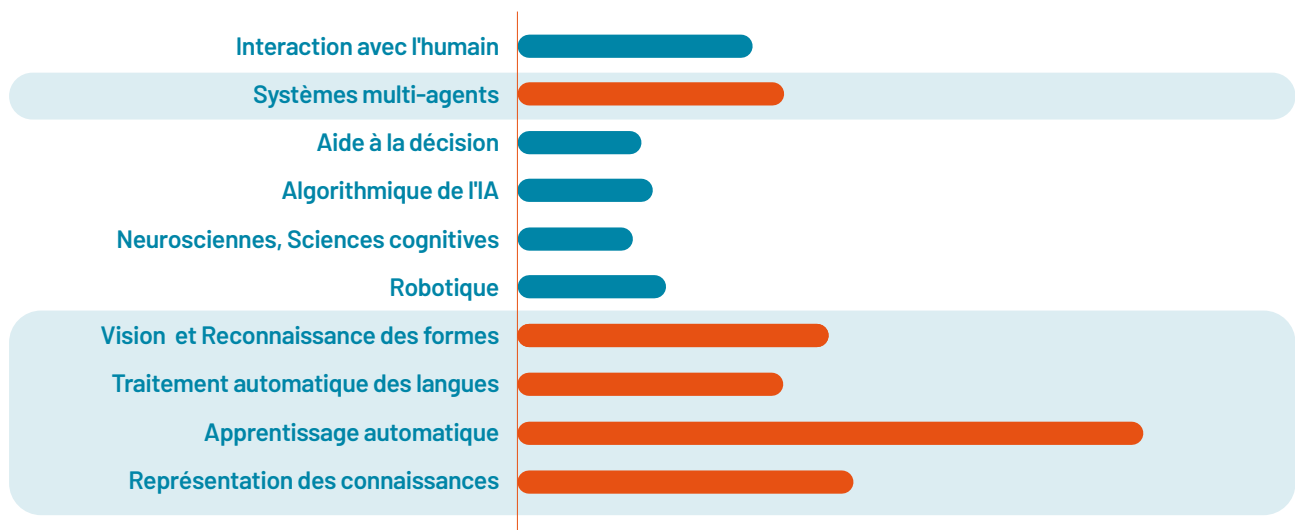 Interaction avec l'humain
Systèmes multi-agents
Aide à la décision
Algorithmique de l'IA
Neurosciences, Sciences cognitives
Robotique
Vision et Reconnaissance des formes
Traitement automatique des langues
Apprentissage automatique
Représentation des connaissances